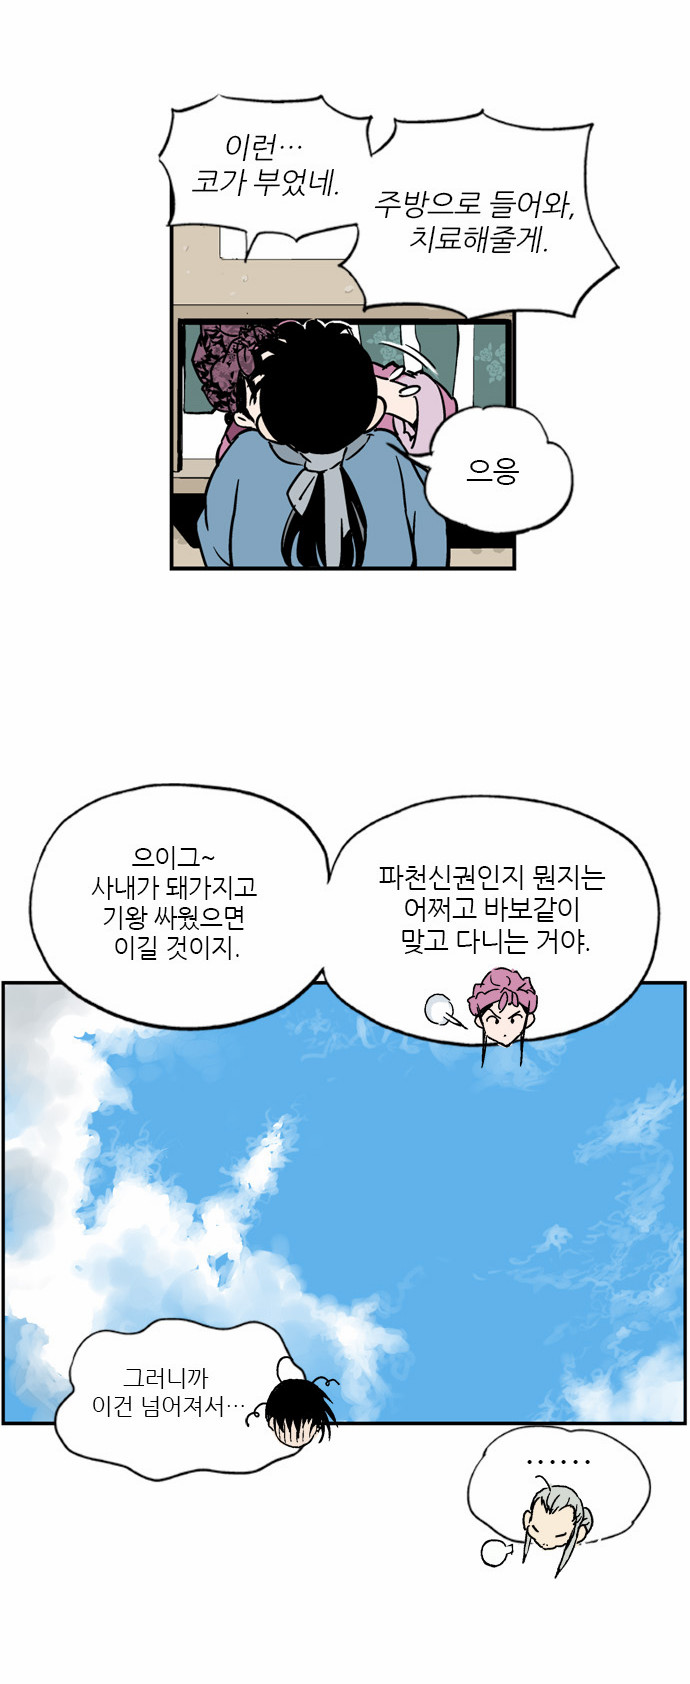 이런…
코가 부었네.
주방으로 들어와,
치료해줄게.
으응
으이그~
사내가 돼가지고
기왕 싸웠으면
이길 것이지.
파천신권인지 뭔지는
어쩌고 바보같이
맞고 다니는 거야.
그러니까
이건 넘어져서…
……